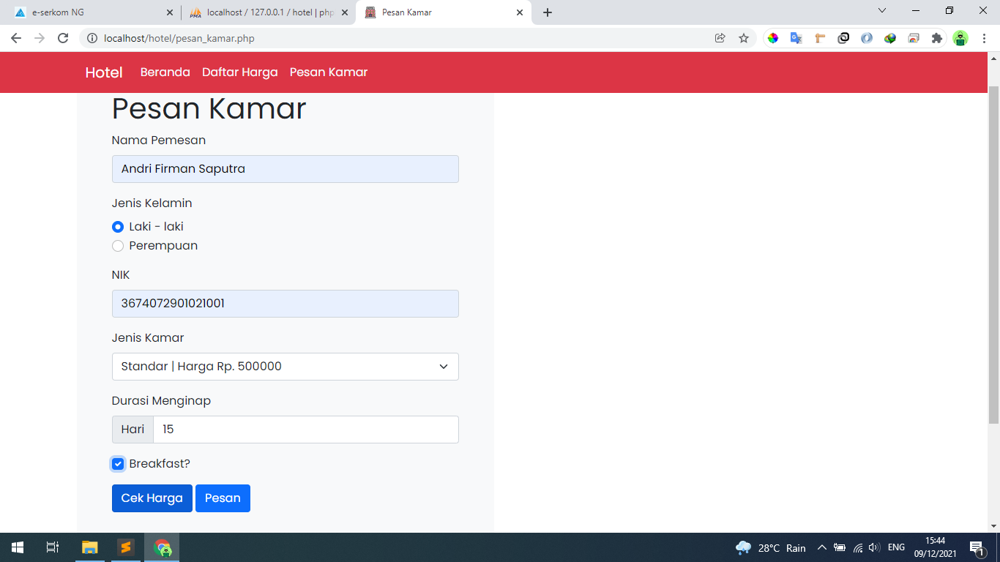 e-serkom NG
localhost / 127.0.0.1 / hotel | php
Pesan Kamar
localhost/hotel/pesan_kamar.php
Hotel Beranda Daftar Harga Pesan Kamar
Pesan Kamar
Nama Pemesan
Andri Firman Saputra
Jenis Kelamin
Laki - laki
Perempuan
NIK
3674072901021001
Jenis Kamar
Standar | Harga Rp. 500000
Durasi Menginap
Hari 15
Breakfast?
Cek Harga Pesan
28°C Rain
ENG
15:44
09/12/2021
1